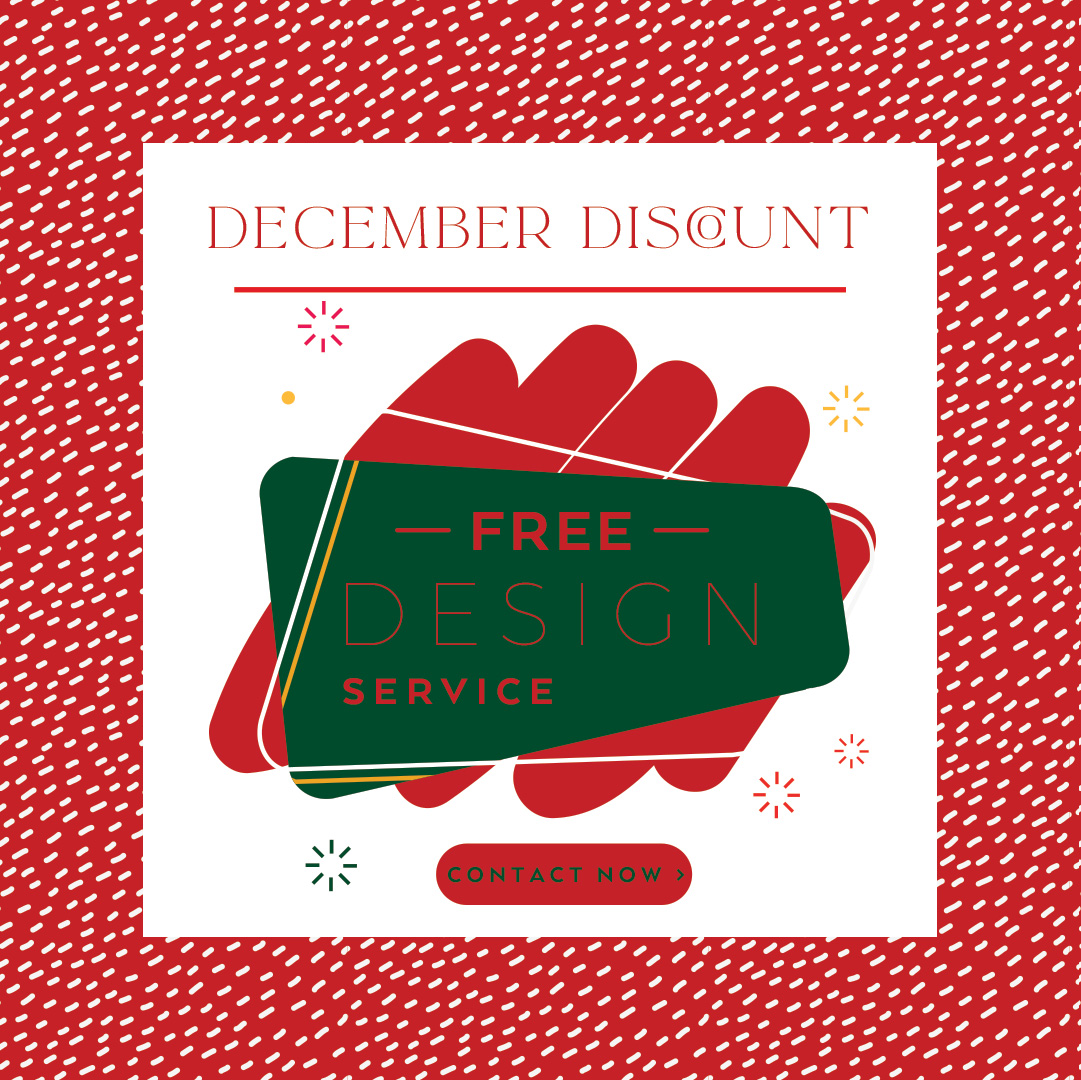 DECEMBER DISCOUNT
— FREE —
DESIGN
SERVICE
CONTACT NOW >